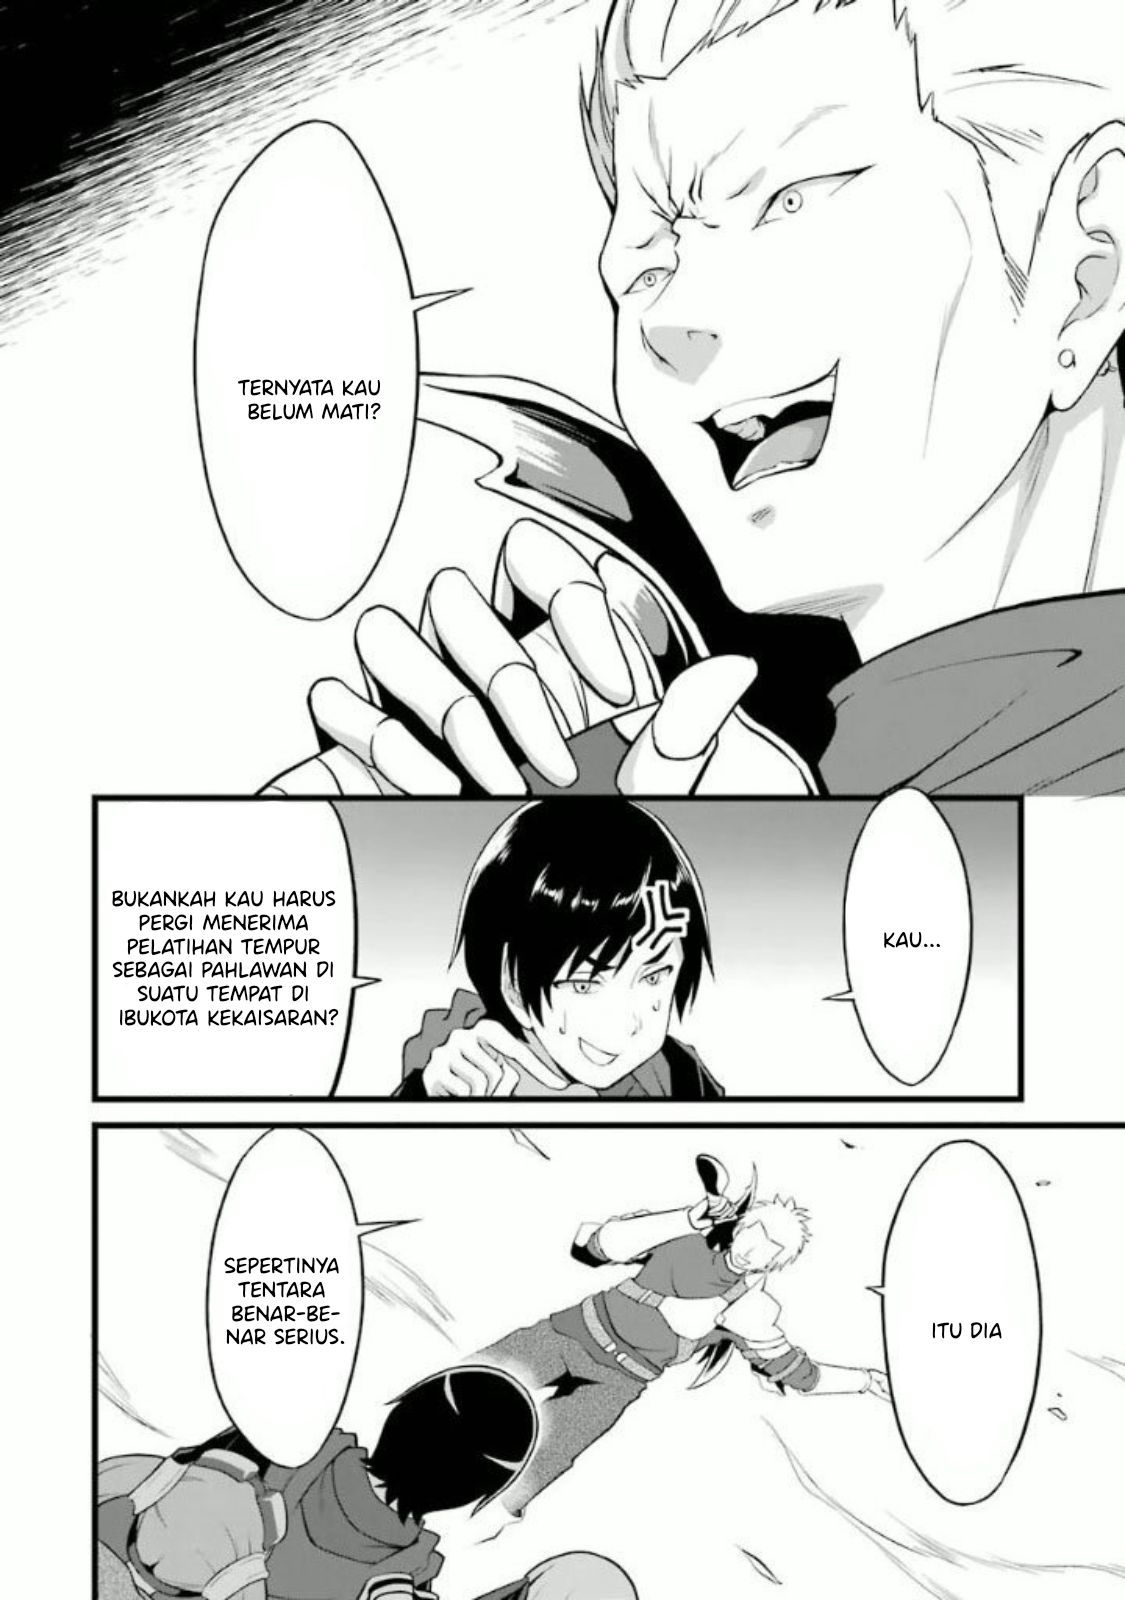 TERNYATA KAU
BELUM MATI?
KAU...
BUKANKAH KAU HARUS
PERGI MENERIMA
PELATIHAN TEMPUR
SEBAGAI PAHLAWAN DI
SUATU TEMPAT DI
IBUKOTA KEKAISARAN?
ITU DIA
SEPERTINYA
TENTARA
BENAR-BE-
NAR SERIUS.